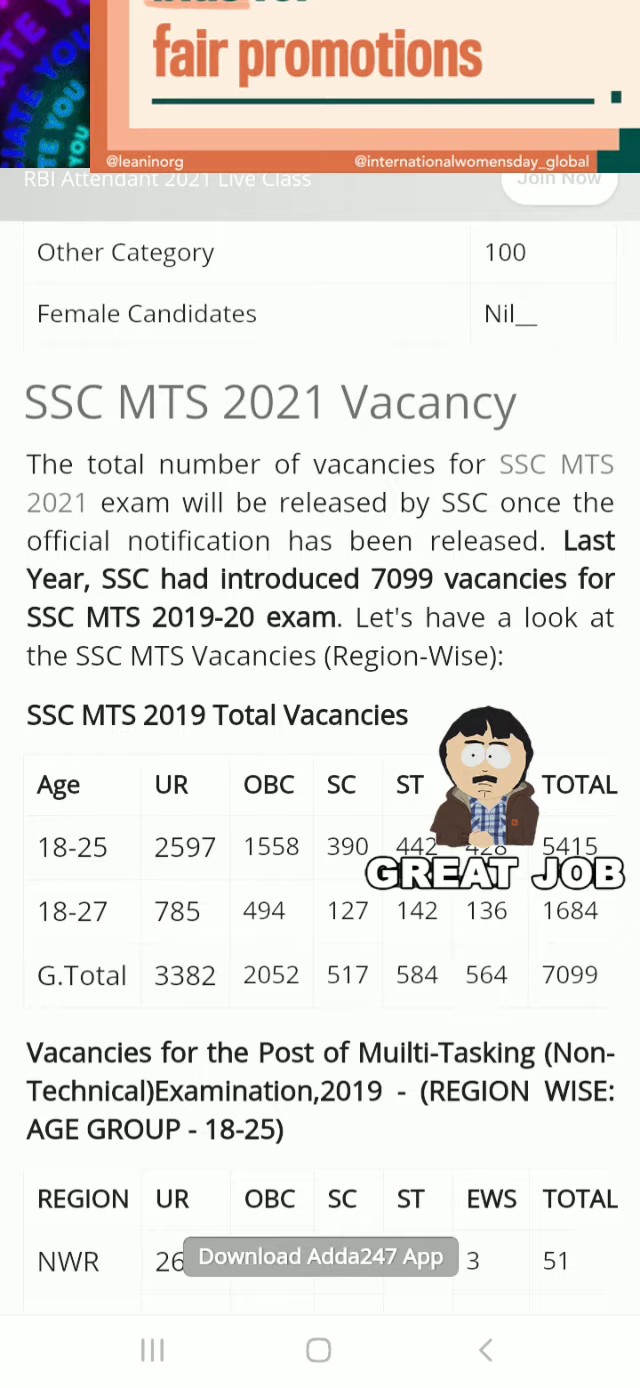 fair promotions
@leaninorg @internationalwomensday_global
RBI Attendant 2021 Live Class Join Now
Other Category 100
Female Candidates Nil__
SSC MTS 2021 Vacancy
The total number of vacancies for SSC MTS
2021 exam will be released by SSC once the
official notification has been released. Last
Year, SSC had introduced 7099 vacancies for
SSC MTS 2019-20 exam. Let's have a look at
the SSC MTS Vacancies (Region-Wise):
SSC MTS 2019 Total Vacancies
Age UR OBC SC ST TOTAL
18-25 2597 1558 390 442 428 5415
GREAT JOB
18-27 785 494 127 142 136 1684
G.Total 3382 2052 517 584 564 7099
Vacancies for the Post of Muilti-Tasking (Non-
Technical)Examination,2019 - (REGION WISE:
AGE GROUP - 18-25)
REGION UR OBC SC ST EWS TOTAL
NWR 26 3 51
Download Adda247 App